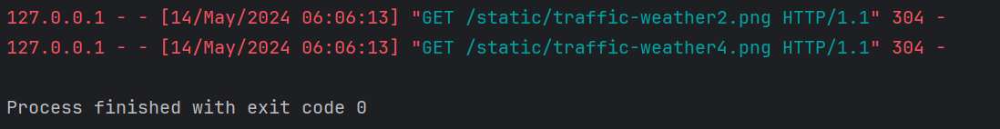 127.0.0.1 - - [14/May/2024 06:06:13] "GET /static/traffic-weather2.png HTTP/1.1" 304 -
127.0.0.1 - - [14/May/2024 06:06:13] "GET /static/traffic-weather4.png HTTP/1.1" 304 -
Process finished with exit code 0